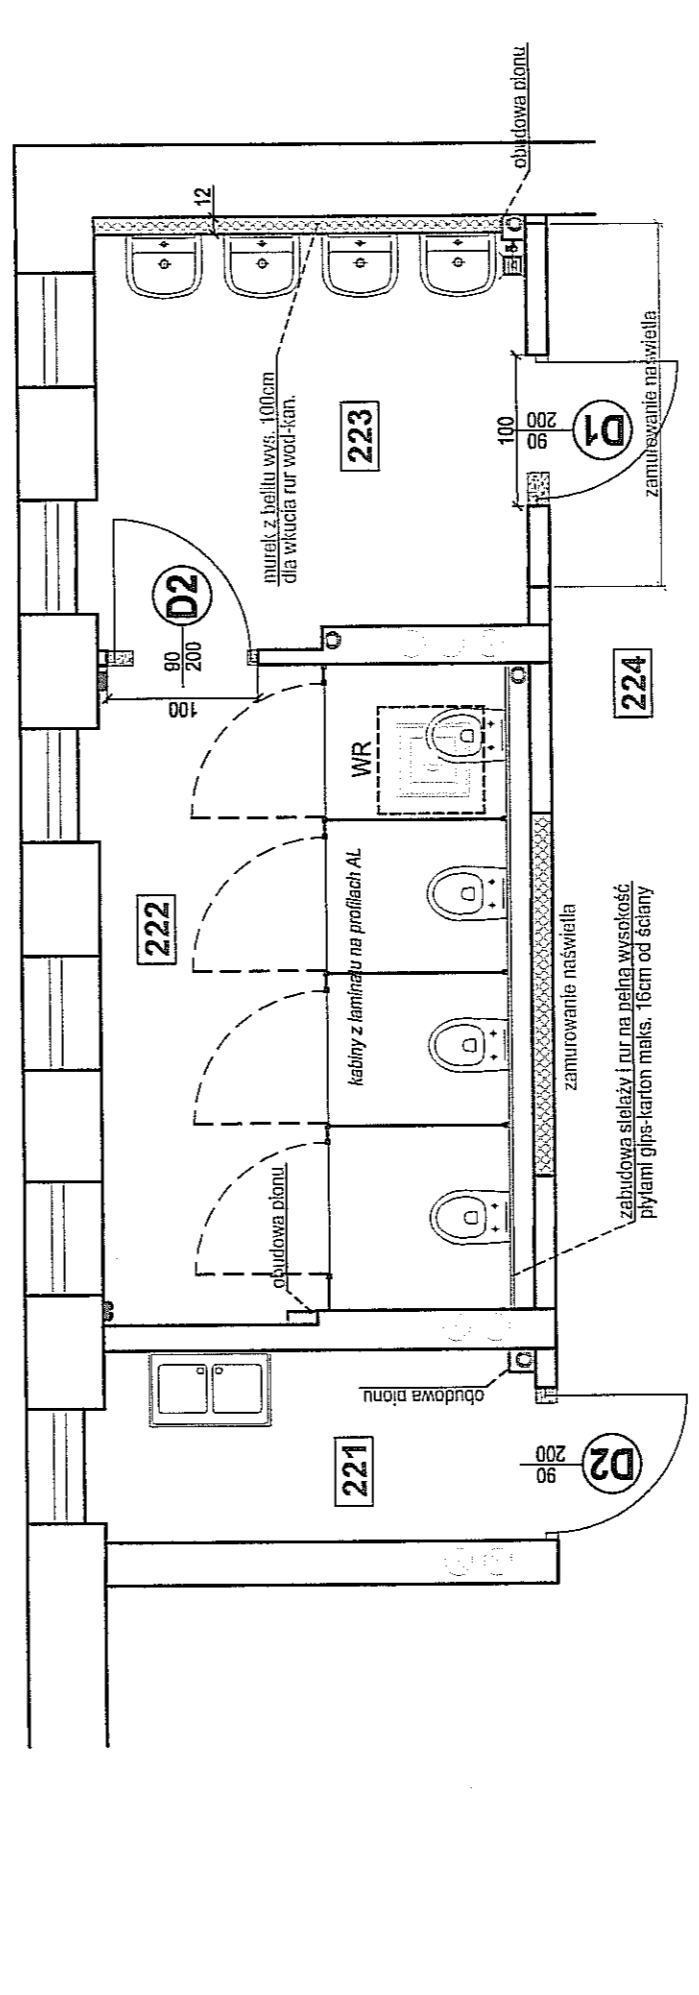 obudowa pionu
12
murek z belitu wys. 100cm
dla wkucia rur wod-kan.
223
100
90
200
D1
zamurowanie naświetla
D2
90
200
100
224
WR
222
kabiny z laminatu na profilach AL
zamurowanie naświetla
zabudowa stelaży i rur na pełną wysokość
płytami gips-karton maks. 16cm od ściany
obudowa pionu
obudowa pionu
221
90
200
D2